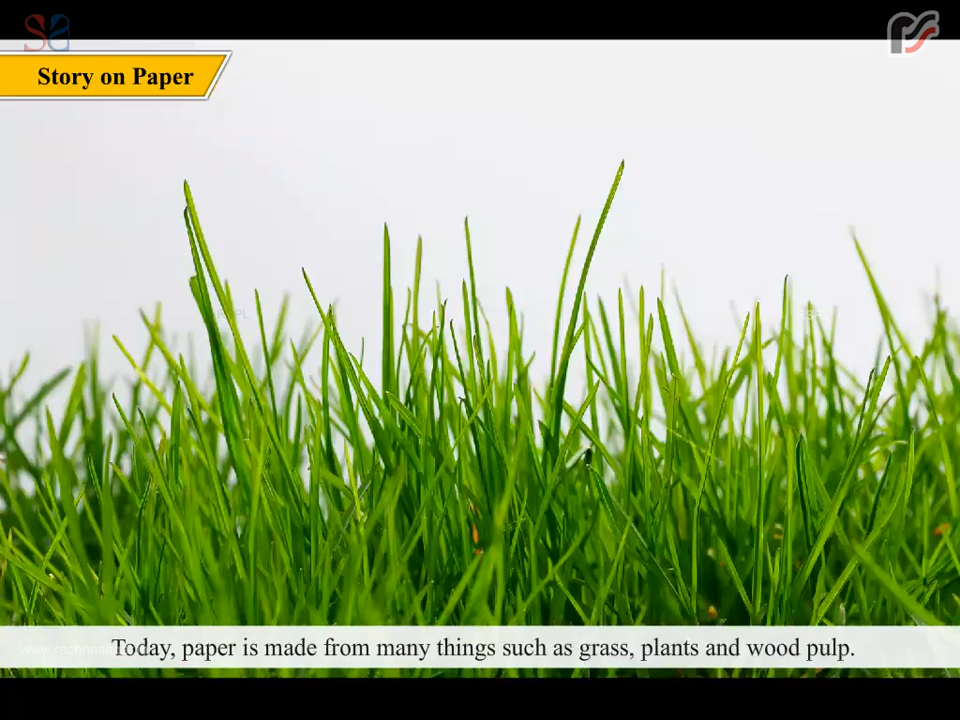 Story on Paper
Today, paper is made from many things such as grass, plants and wood pulp.